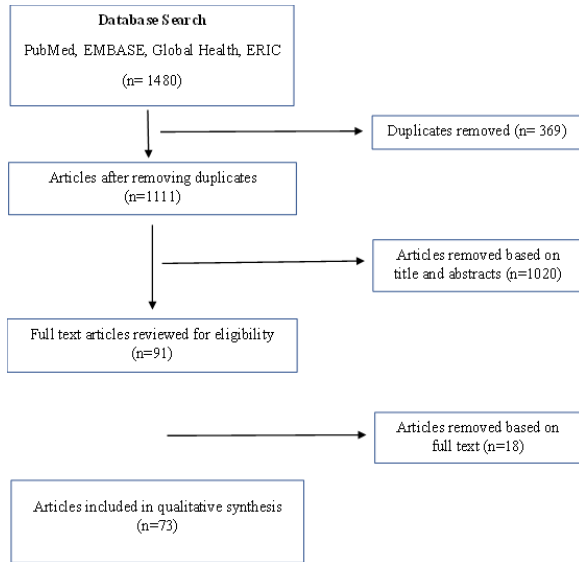 Database Search
PubMed, EMBASE, Global Health, ERIC
(n= 1480)
Duplicates removed (n= 369)
Articles after removing duplicates
(n=1111)
Articles removed based on
title and abstracts (n=1020)
Full text articles reviewed for eligibility
(n=91)
Articles removed based on
full text (n=18)
Articles included in qualitative synthesis
(n=73)